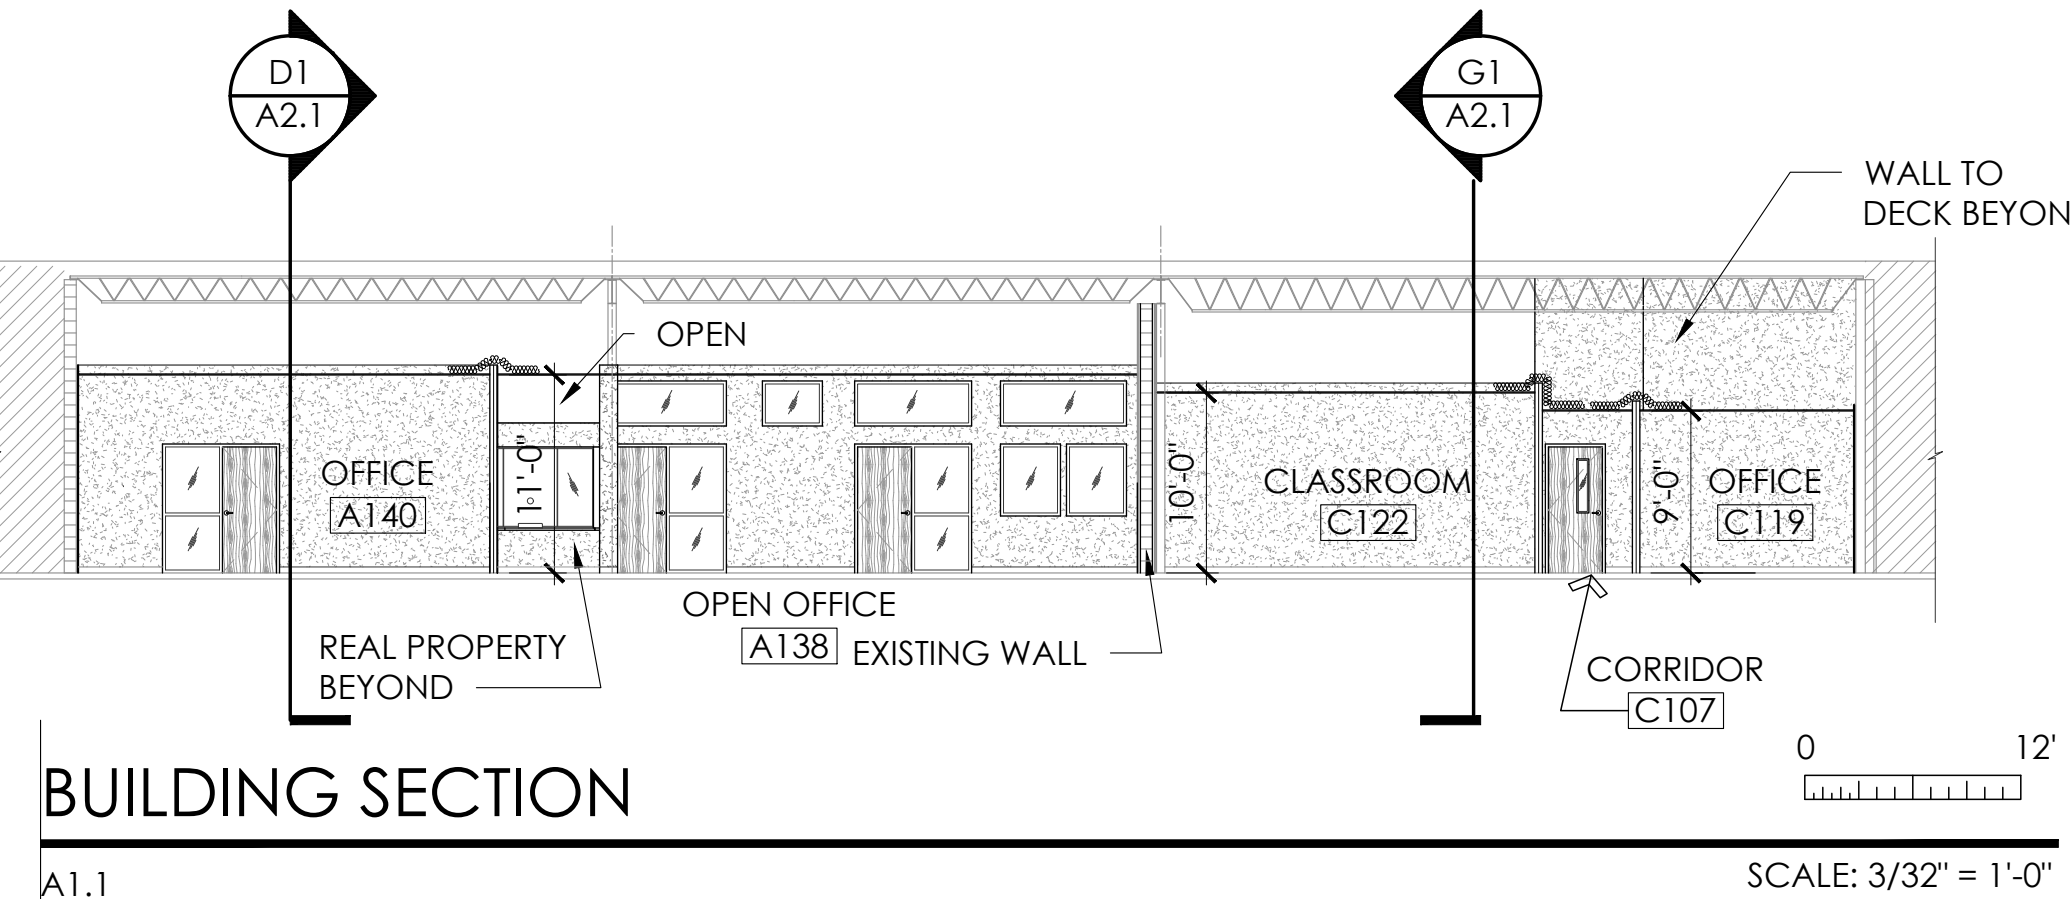 D1
A2.1
G1
A2.1
WALL TO
DECK BEYON
OPEN
11'-0"
OFFICE
A140
10'-0"
CLASSROOM
C122
9'-0"
OFFICE
C119
OPEN OFFICE
A138
EXISTING WALL
REAL PROPERTY
BEYOND
CORRIDOR
C107
0 12'
BUILDING SECTION
A1.1
SCALE: 3/32" = 1'-0"